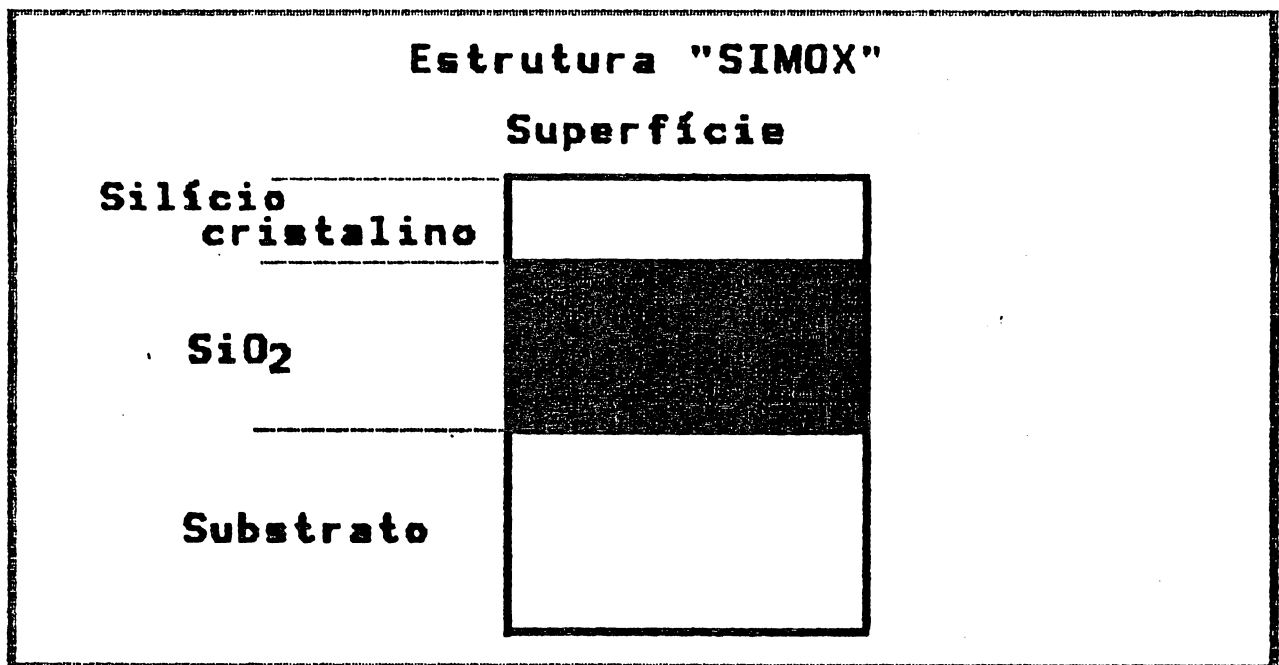 Estrutura "SIMOX"
Superfície
Silício
cristalino
SiO2
Substrato